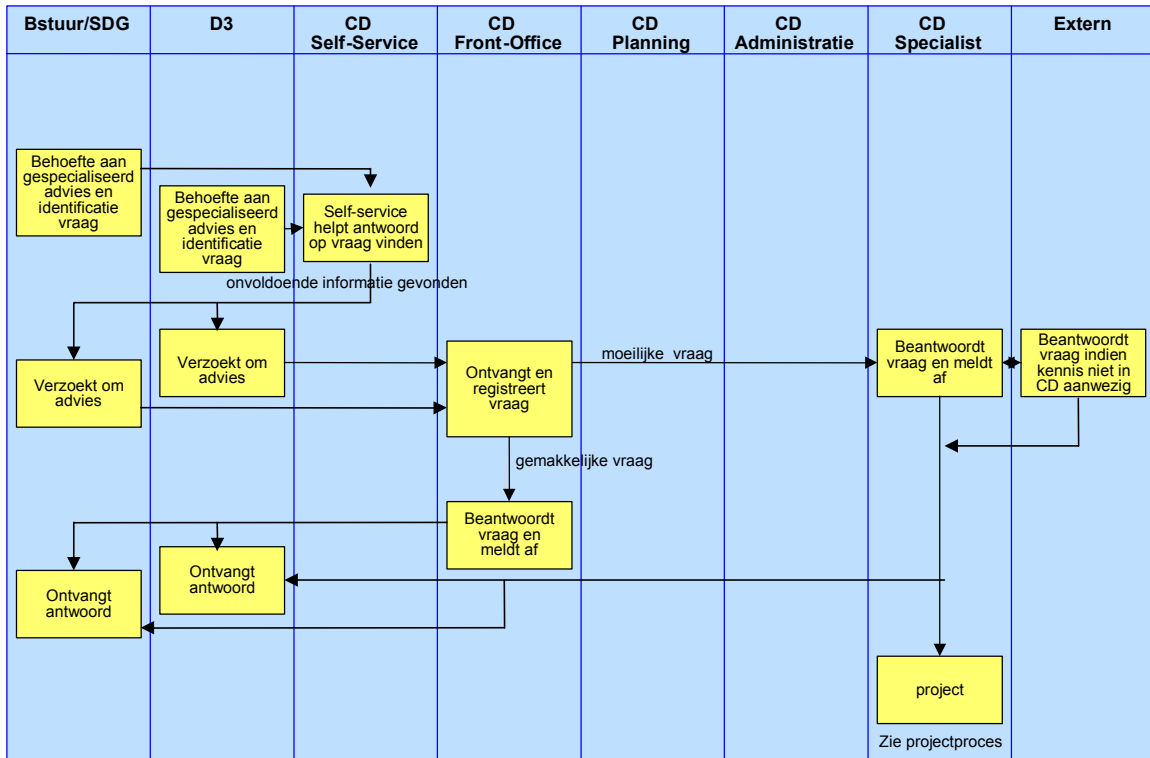 Bstuur/SDG
D3
CD
Self-Service
CD
Front-Office
CD
Planning
CD
Administratie
CD
Specialist
Extern
Behoefte aan
gespecialiseerd
advies en
identificatie
vraag
Behoefte aan
gespecialiseerd
advies en
identificatie
vraag
Self-service
helpt antwoord
op vraag vinden
onvoldoende informatie gevonden
Verzoekt om
advies
Verzoekt om
advies
Ontvangt en
registreert
vraag
moeilijke vraag
Beantwoordt
vraag en meldt
af
Beantwoordt
vraag indien
kennis niet in
CD aanwezig
gemakkelijke vraag
Beantwoordt
vraag en
meldt af
Ontvangt
antwoord
Ontvangt
antwoord
project
Zie projectproces